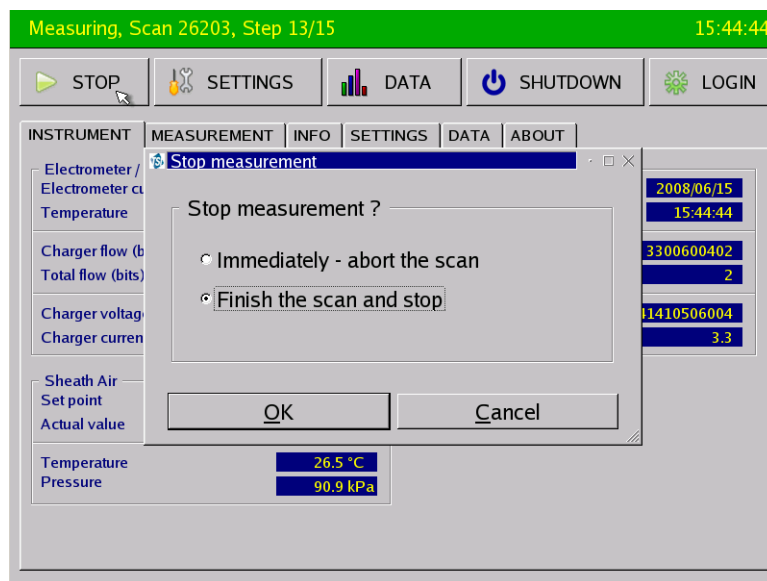 Measuring, Scan 26203, Step 13/15 15:44:44
STOP SETTINGS DATA SHUTDOWN LOGIN
INSTRUMENT MEASUREMENT INFO SETTINGS DATA ABOUT
Stop measurement
Electrometer /
Electrometer cu 2008/06/15
Temperature 15:44:44
Stop measurement ?
Charger flow (b 3300600402
Immediately - abort the scan
Total flow (bits) 2
Finish the scan and stop
Charger voltag 41410506004
Charger curren 3.3
Sheath Air
Set point
OK Cancel
Actual value
Temperature 26.5 °C
Pressure 90.9 kPa